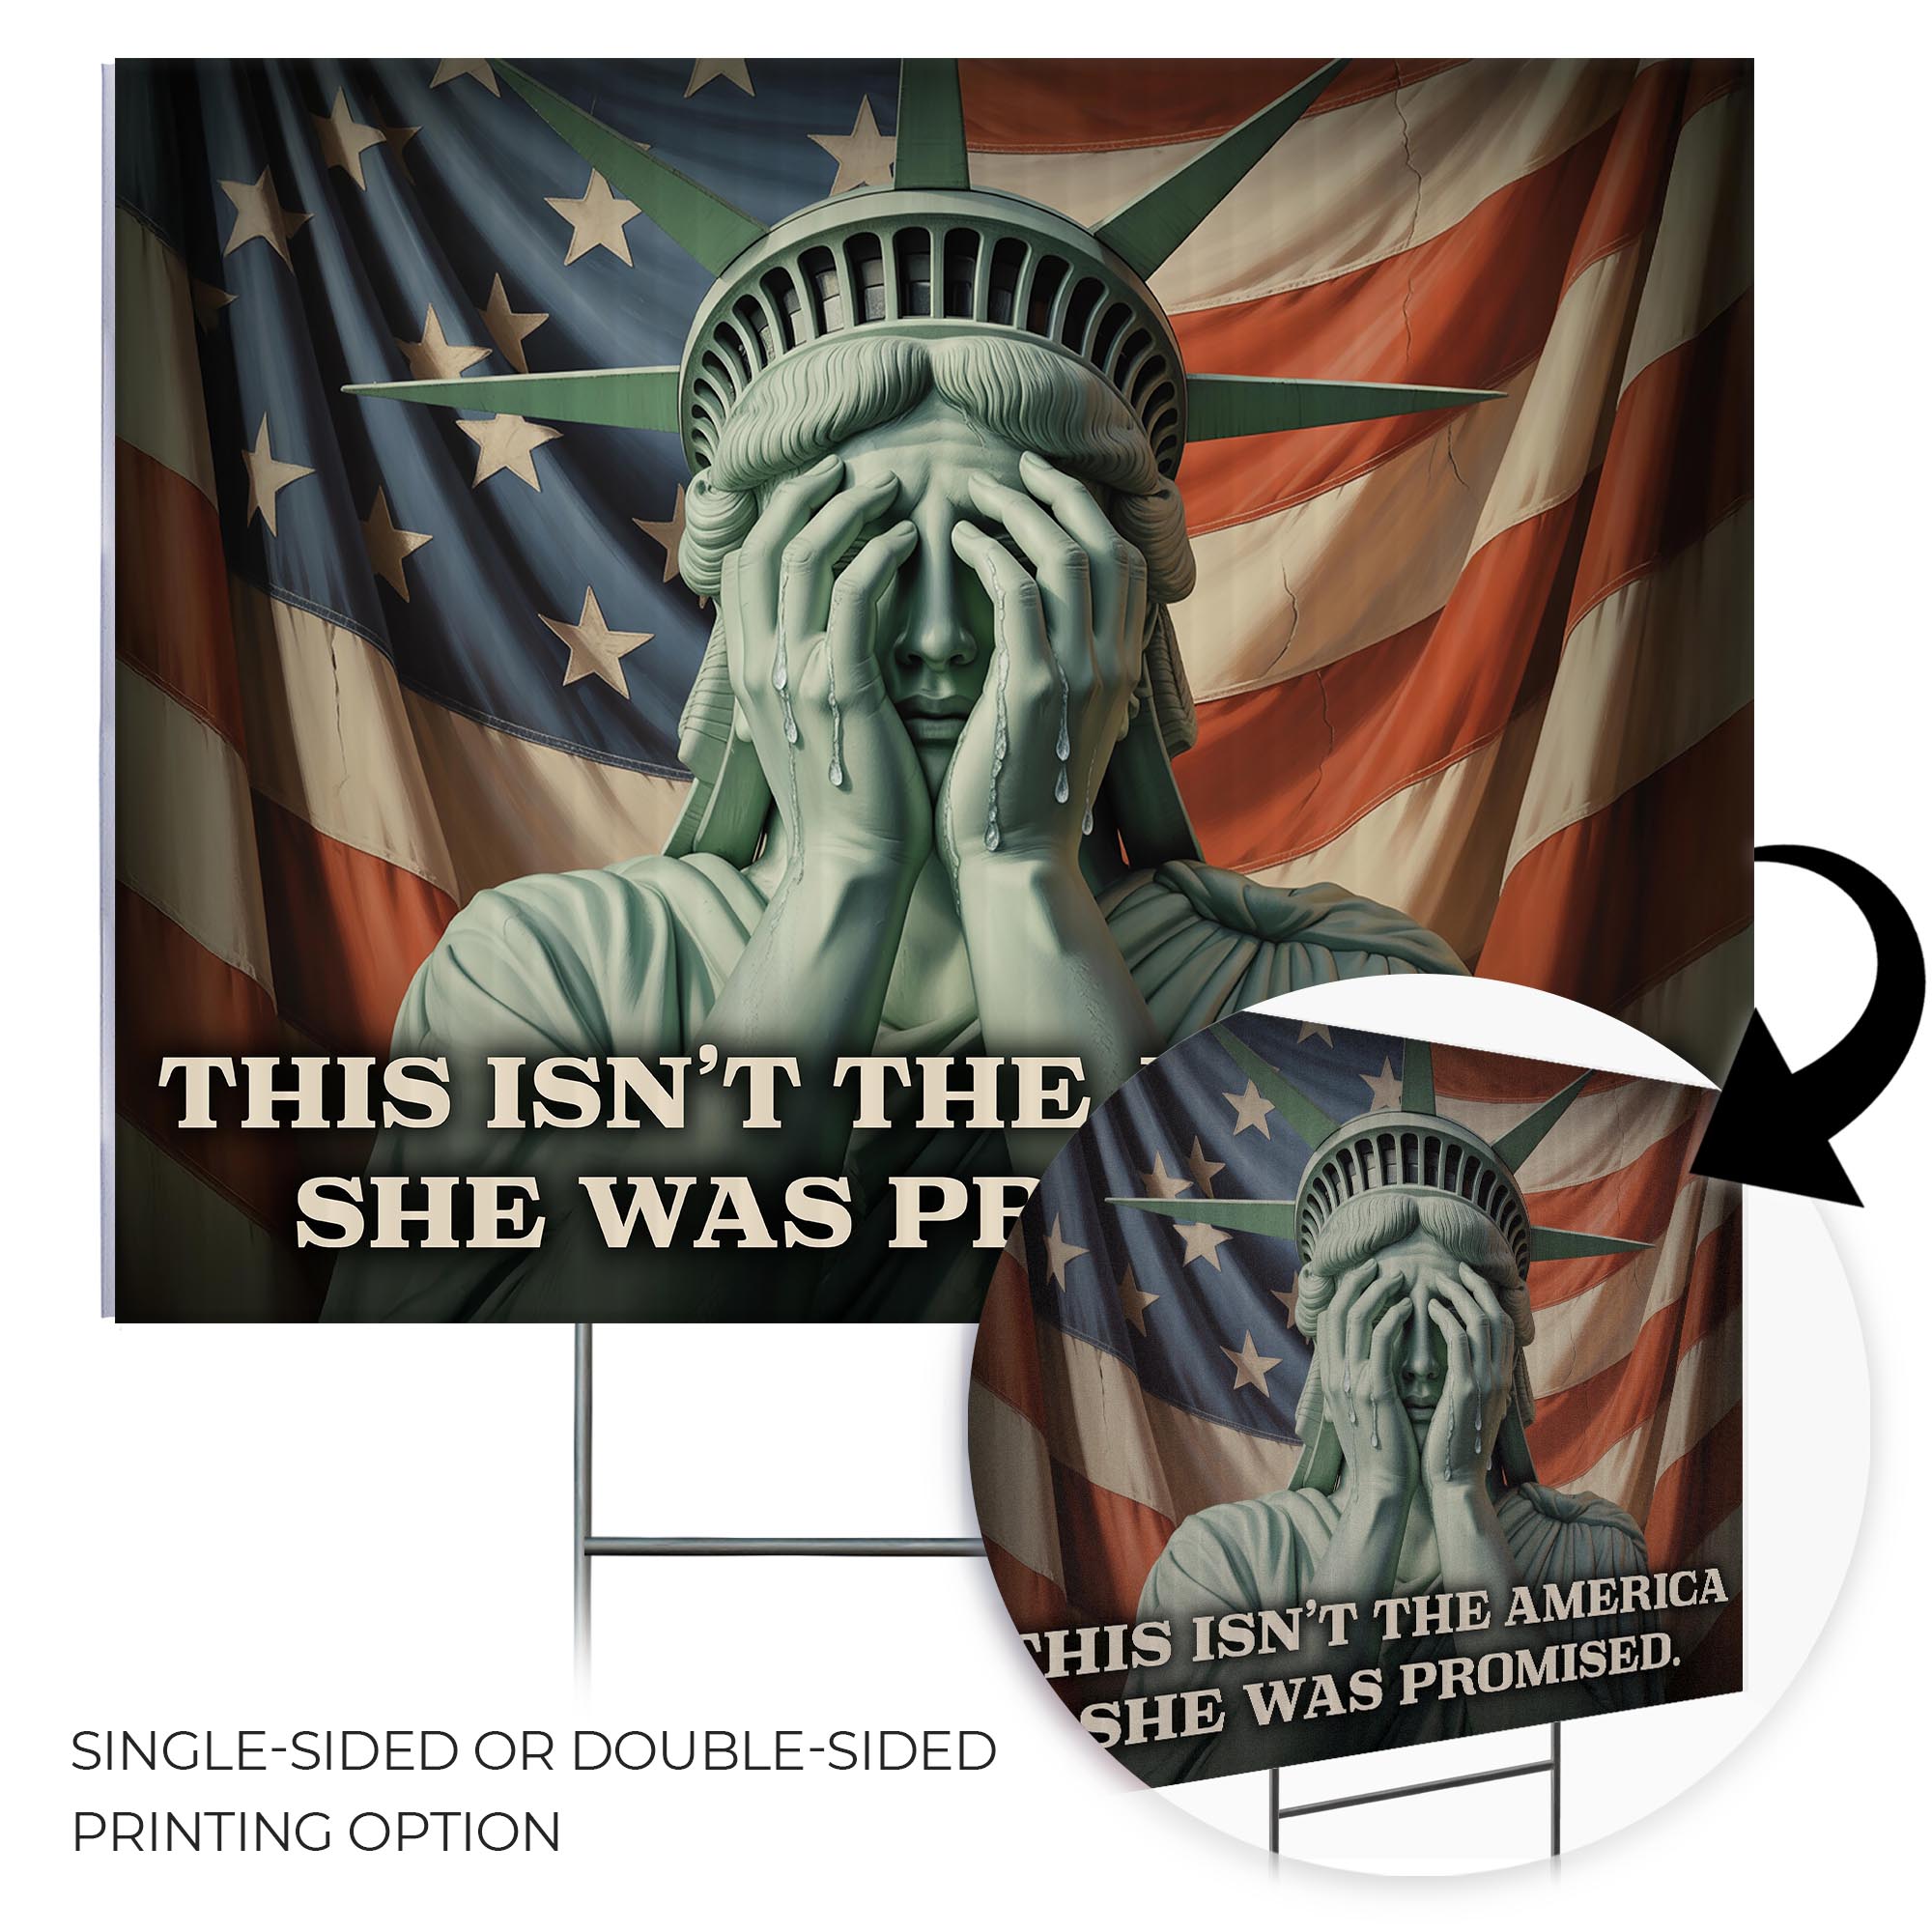 THIS ISN'T THE
SHE WAS PR
THIS ISN'T THE AMERICA
SHE WAS PROMISED.
SINGLE-SIDED OR DOUBLE-SIDED
PRINTING OPTION